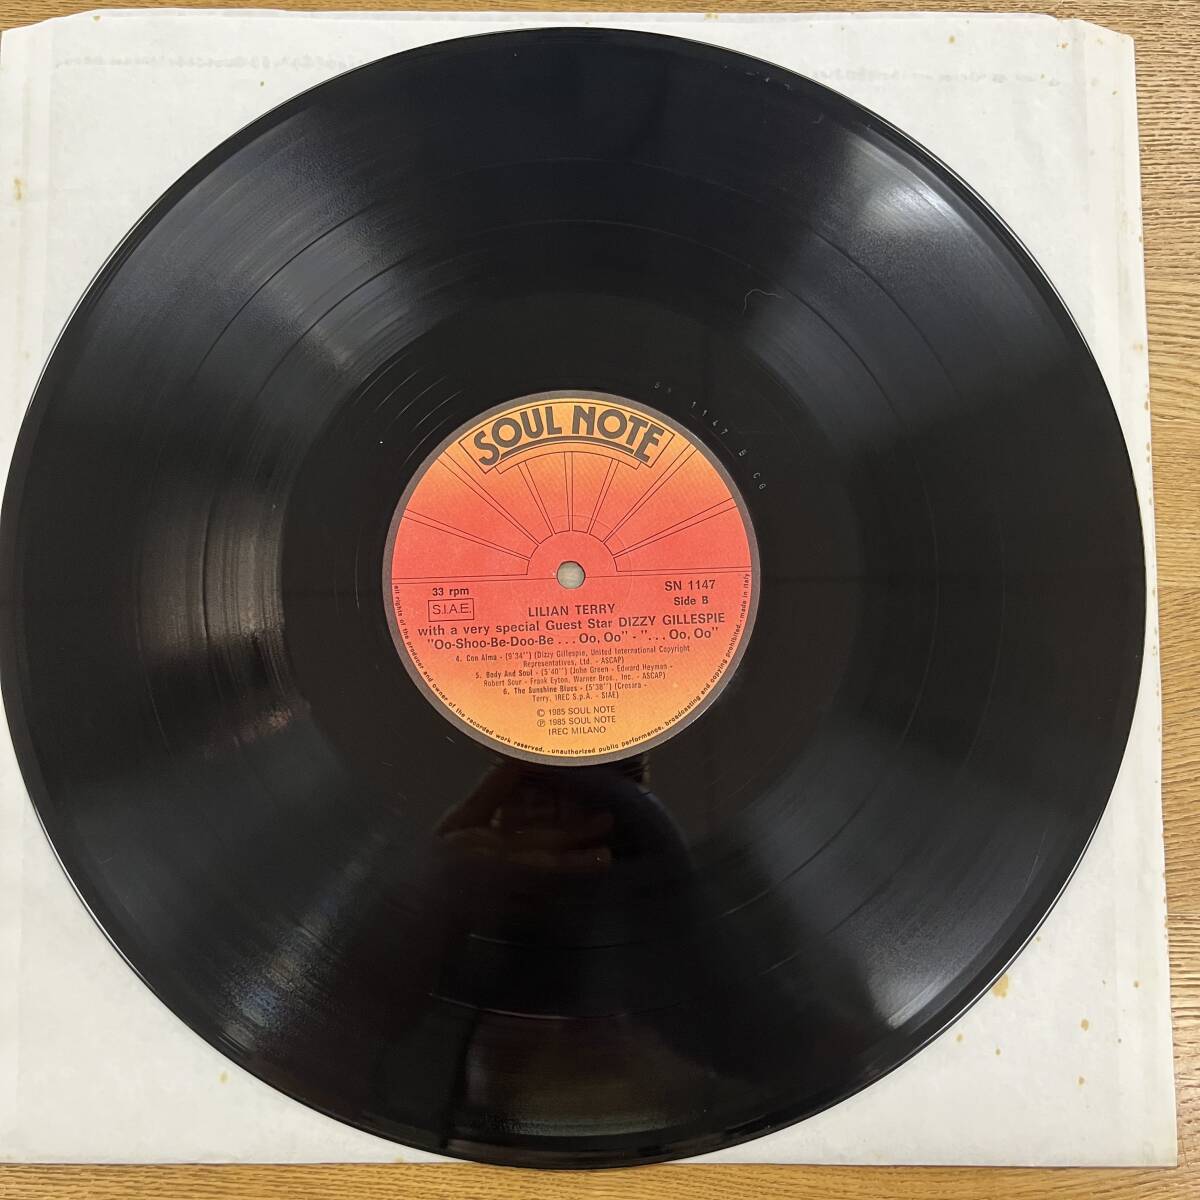 SOUL NOTE
33 rpm
S.I.A.E.
SN 1147
Side B
LILIAN TERRY
with a very special Guest Star DIZZY GILLESPIE
"Oo-Shoo-Be-Doo-Be . . . Oo, Oo" - ". . . Oo, Oo"
4. Con Alma - (9'34'') (Dizzy Gillespie, United International Copyright
Representatives, Ltd. - ASCAP)
5. Body And Soul - (5'40'') (John Green - Edward Heyman -
Robert Sour - Frank Eyton, Warner Bros., Inc. - ASCAP)
6. The Sunshine Blues - (5'38'') (Crosara -
Terry, IREC S.p.A. - SIAE)
© 1985 SOUL NOTE
℗ 1985 SOUL NOTE
IREC MILANO
all rights of the producer and owner of the recorded work reserved. - unauthorized public performance, broadcasting and copying prohibited. - made in italy
1147 B CG